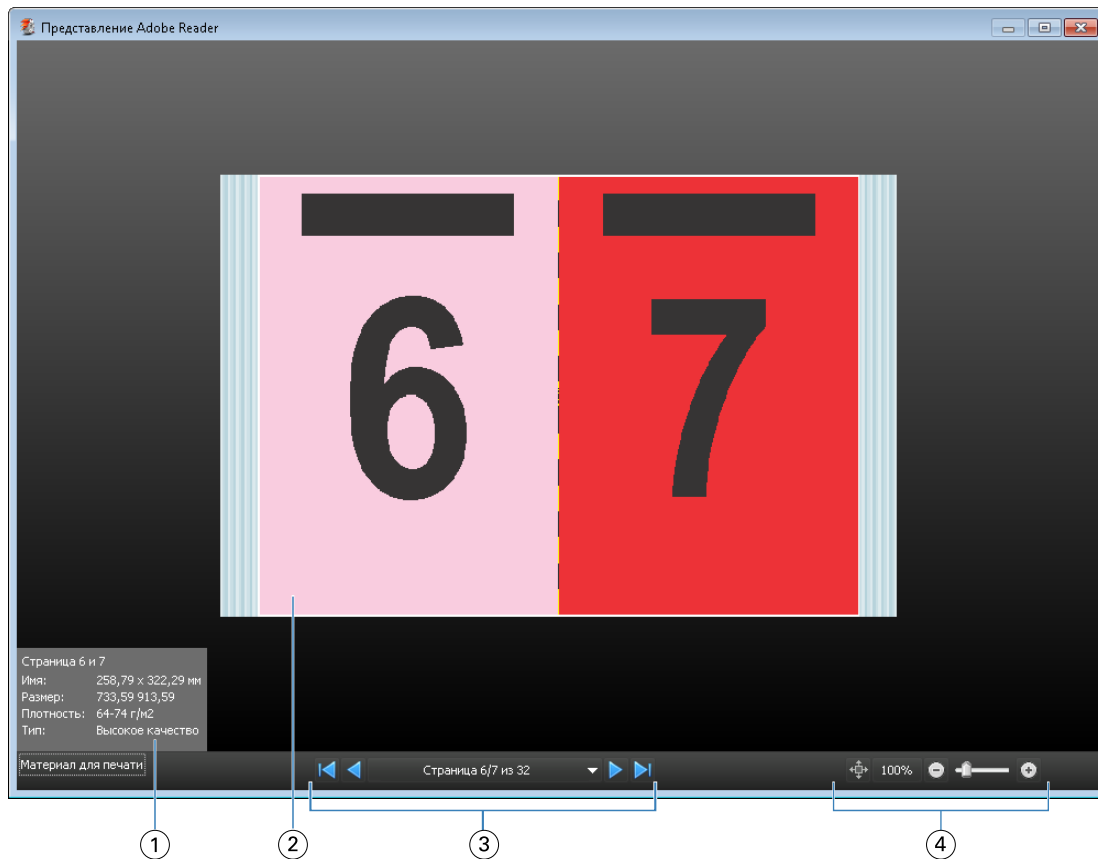 Представление Adobe Reader
6 7
Страница 6 и 7
Имя: 258,79 x 322,29 мм
Размер: 733,59 913,59
Плотность: 64-74 г/м2
Тип: Высокое качество
Материал для печати
Страница 6/7 из 32
100%
1 2 3 4